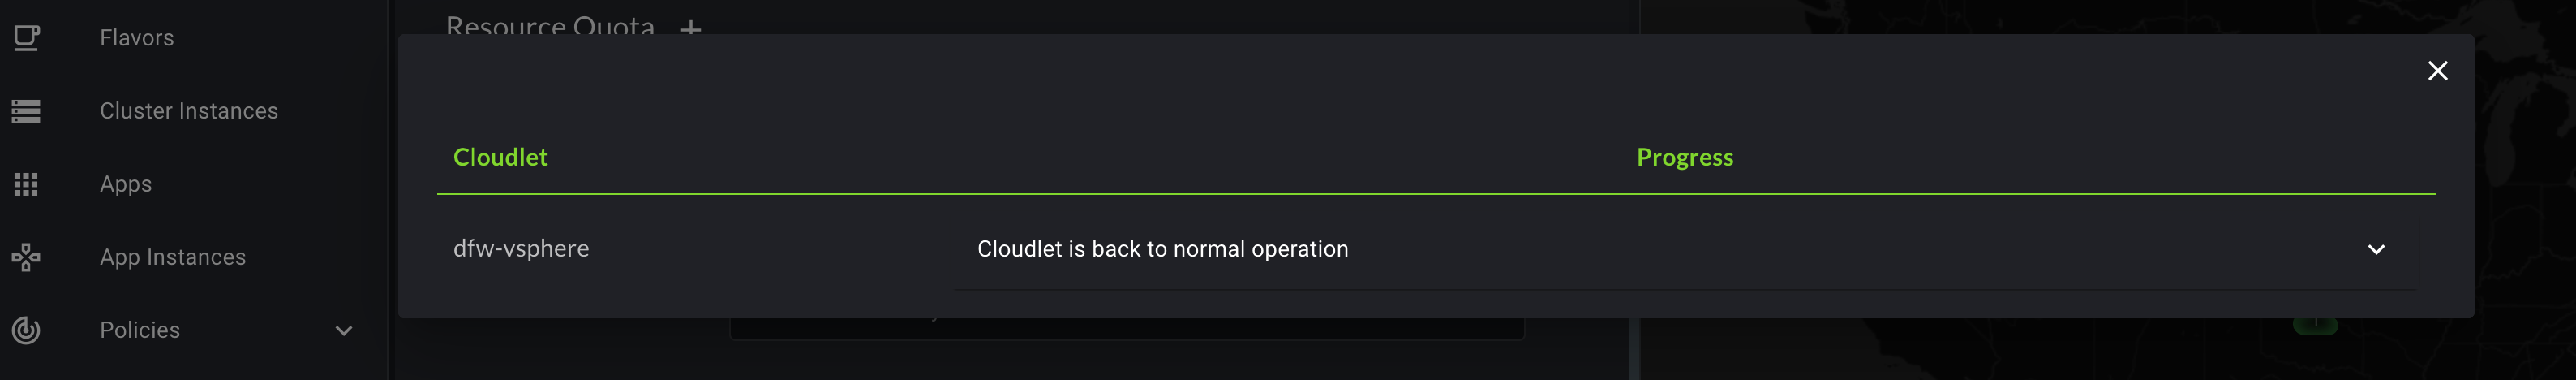 Flavors
Cluster Instances
Apps
App Instances
Policies
Resource Quota +
Cloudlet Progress
dfw-vsphere Cloudlet is back to normal operation